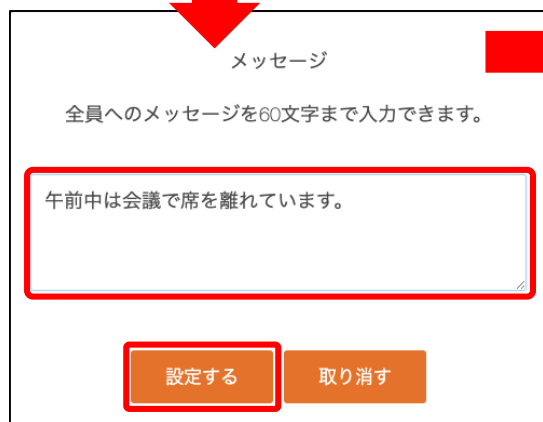 メッセージ
全員へのメッセージを60文字まで入力できます。
午前中は会議で席を離れています。
設定する
取り消す